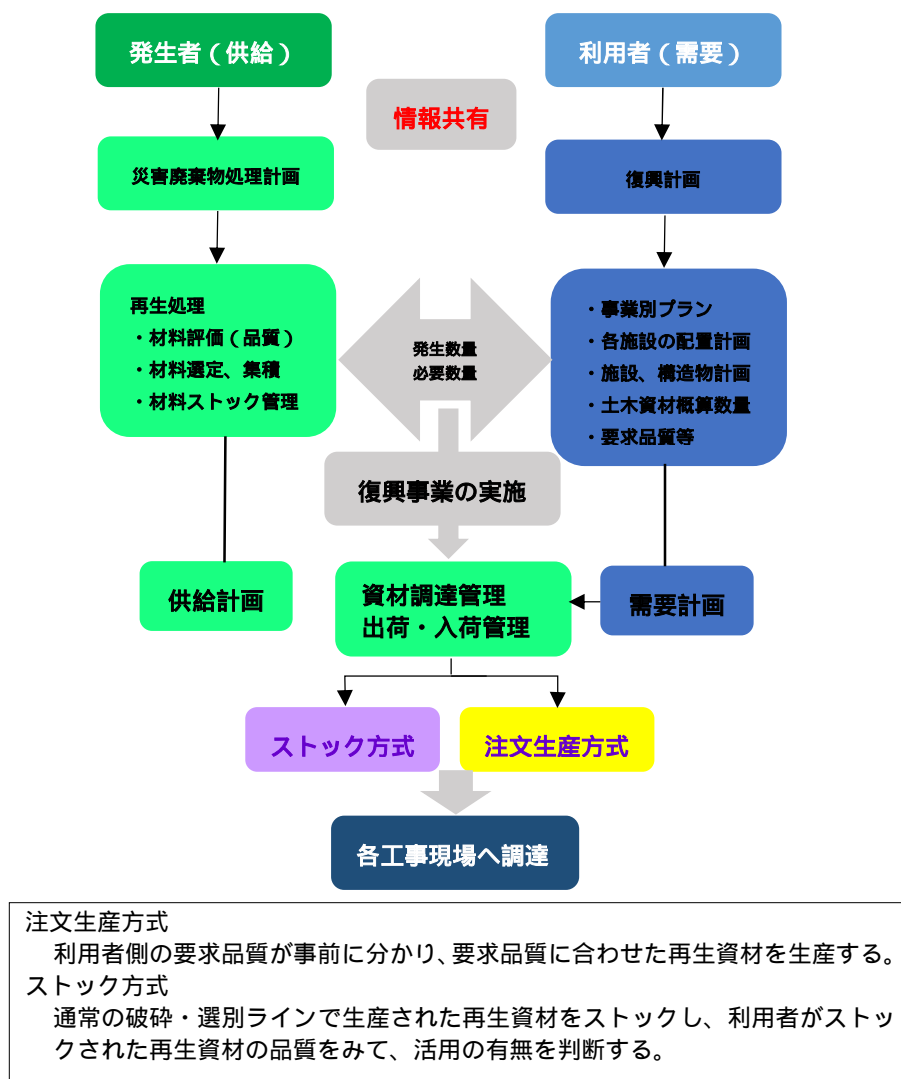 発生者（供給）
利用者（需要）
情報共有
災害廃棄物処理計画
復興計画
再生処理
・材料評価（品質）
・材料選定、集積
・材料ストック管理
発生数量
必要数量
・事業別プラン
・各施設の配置計画
・施設、構造物計画
・土木資材概算数量
・要求品質等
復興事業の実施
供給計画
資材調達管理
出荷・入荷管理
需要計画
ストック方式
注文生産方式
各工事現場へ調達
注文生産方式
利用者側の要求品質が事前に分かり、要求品質に合わせた再生資材を生産する。
ストック方式
通常の破砕・選別ラインで生産された再生資材をストックし、利用者がストッ
クされた再生資材の品質をみて、活用の有無を判断する。